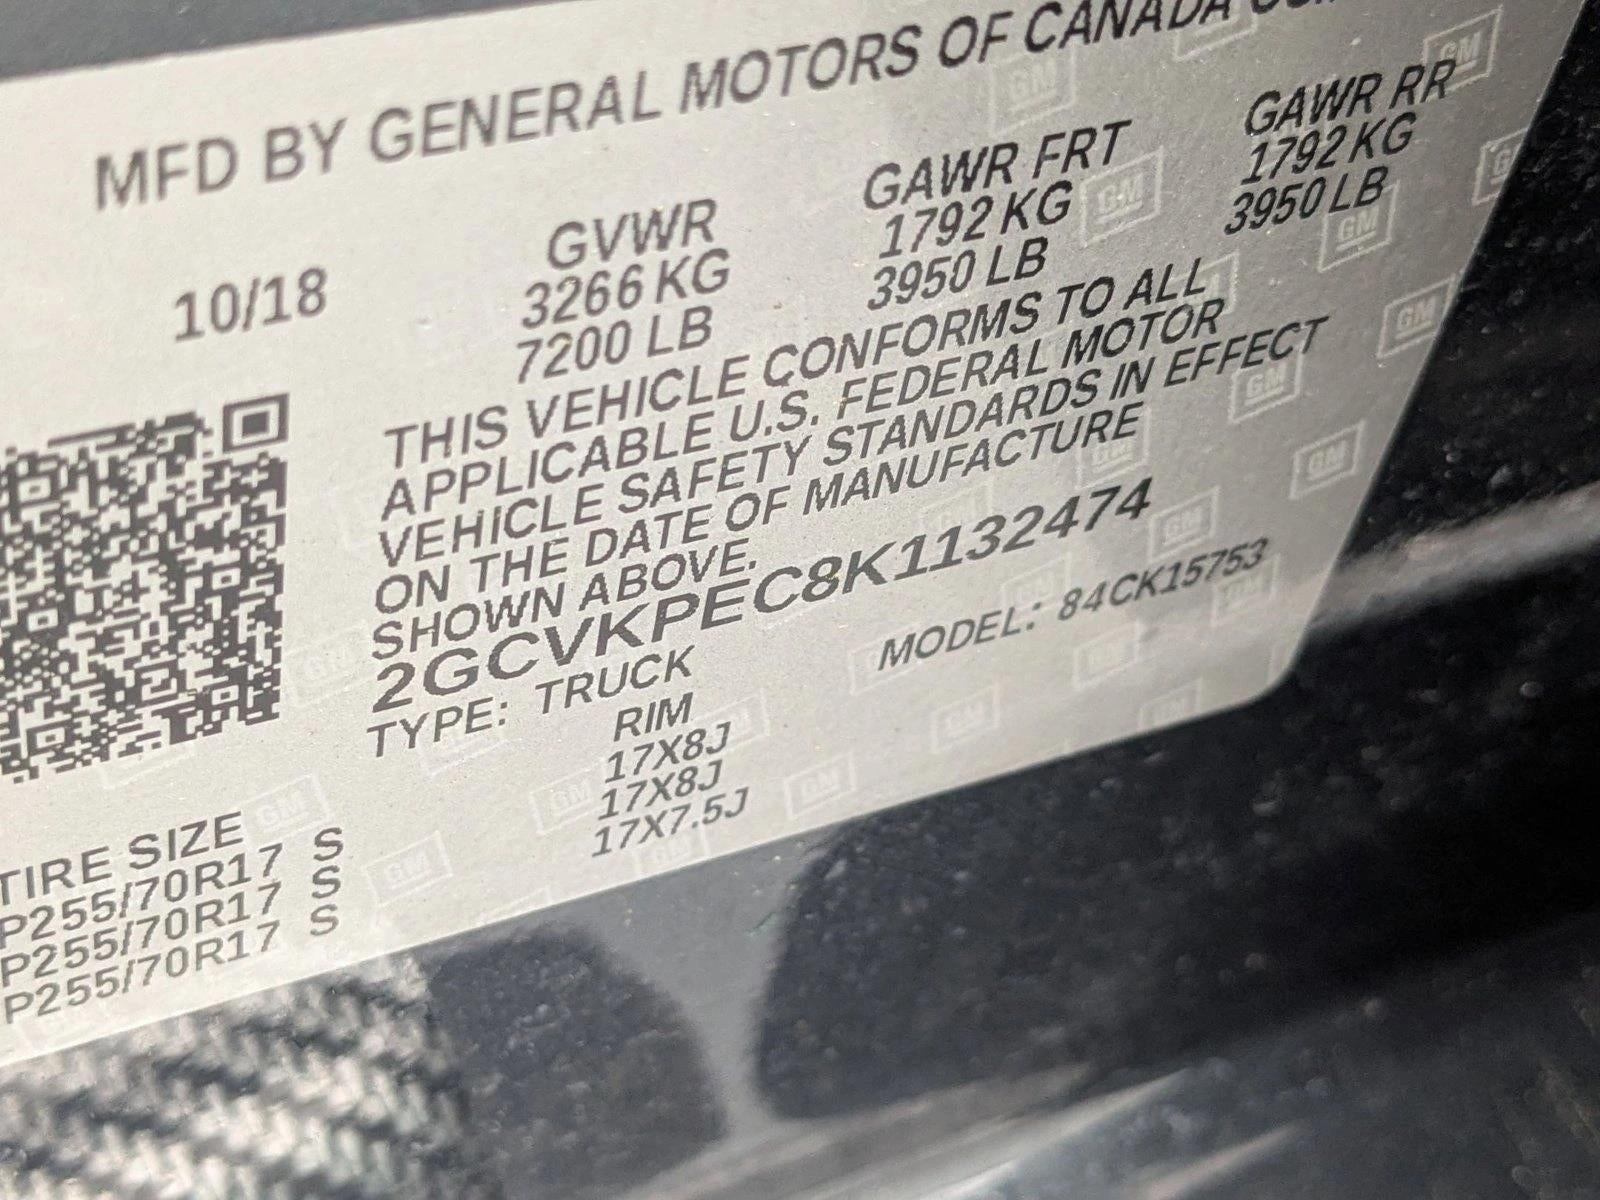 MFD BY GENERAL MOTORS OF CANADA
10/18
GVWR
3266 KG
7200 LB
GAWR FRT
1792 KG
3950 LB
GAWR RR
1792 KG
3950 LB
THIS VEHICLE CONFORMS TO ALL
APPLICABLE U.S. FEDERAL MOTOR
VEHICLE SAFETY STANDARDS IN EFFECT
ON THE DATE OF MANUFACTURE
SHOWN ABOVE.
2GCVKPEC8K1132474
TYPE: TRUCK
MODEL: 84CK15753
TIRE SIZE
RIM
P255/70R17 S
17X8J
P255/70R17 S
17X8J
P255/70R17 S
17X7.5J